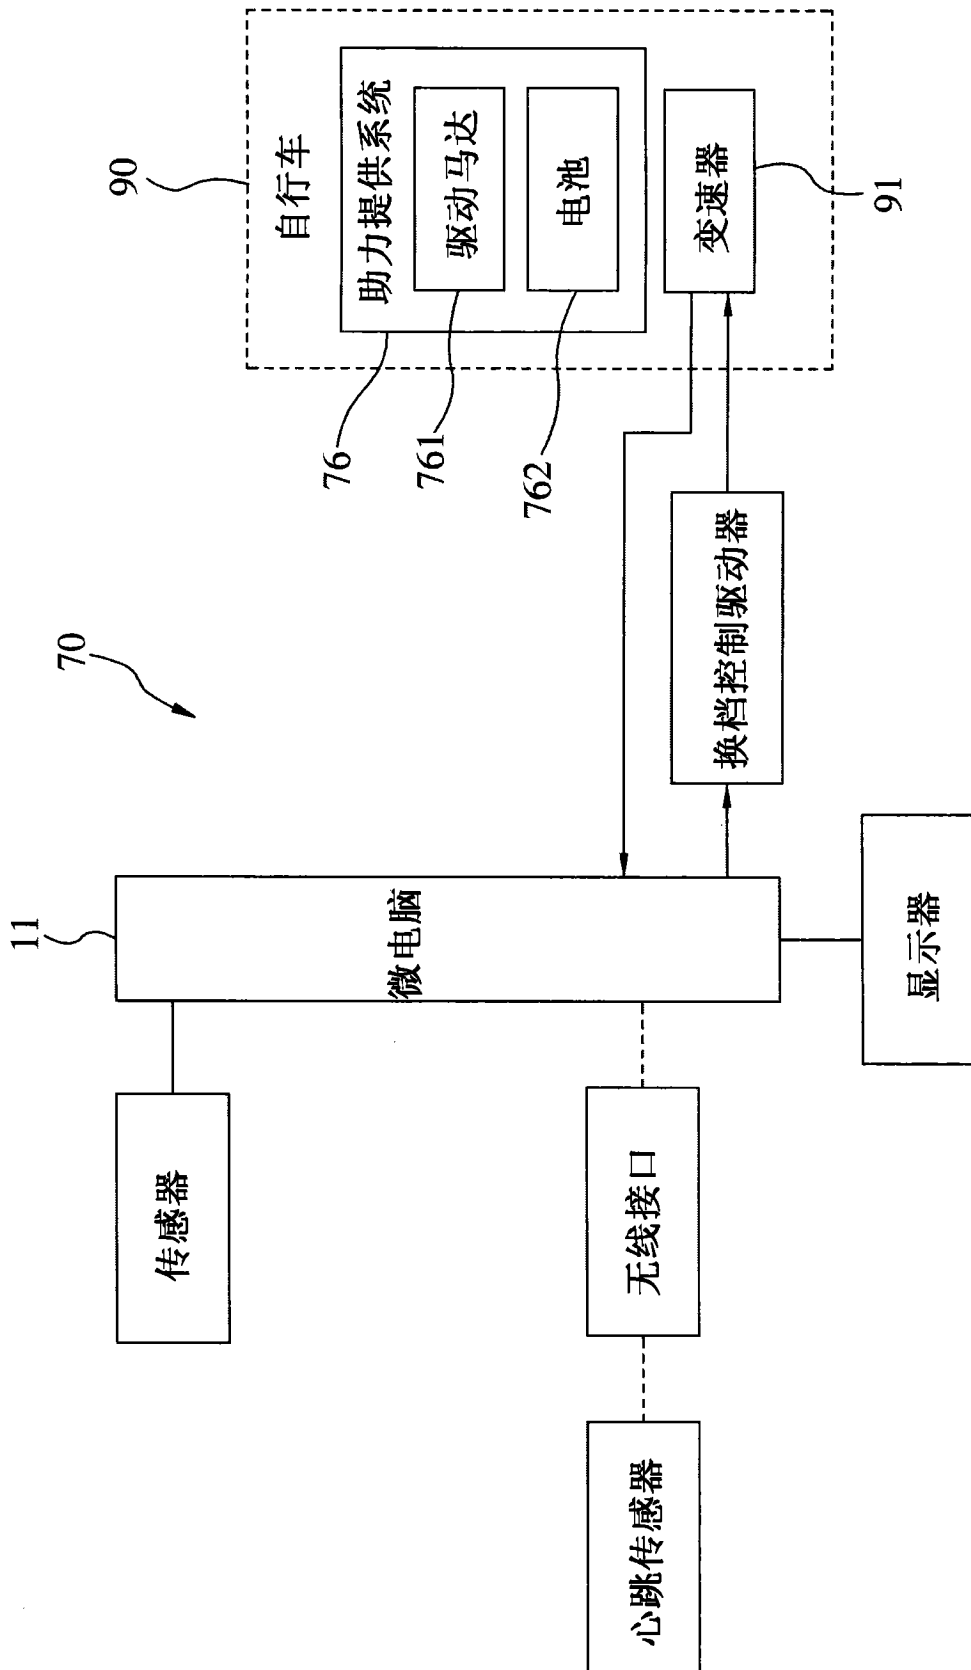 70
11
90
自行车
76
助力提供系统
761
驱动马达
762
电池
变速器
91
传感器
微电脑
换档控制驱动器
心跳传感器
无线接口
显示器